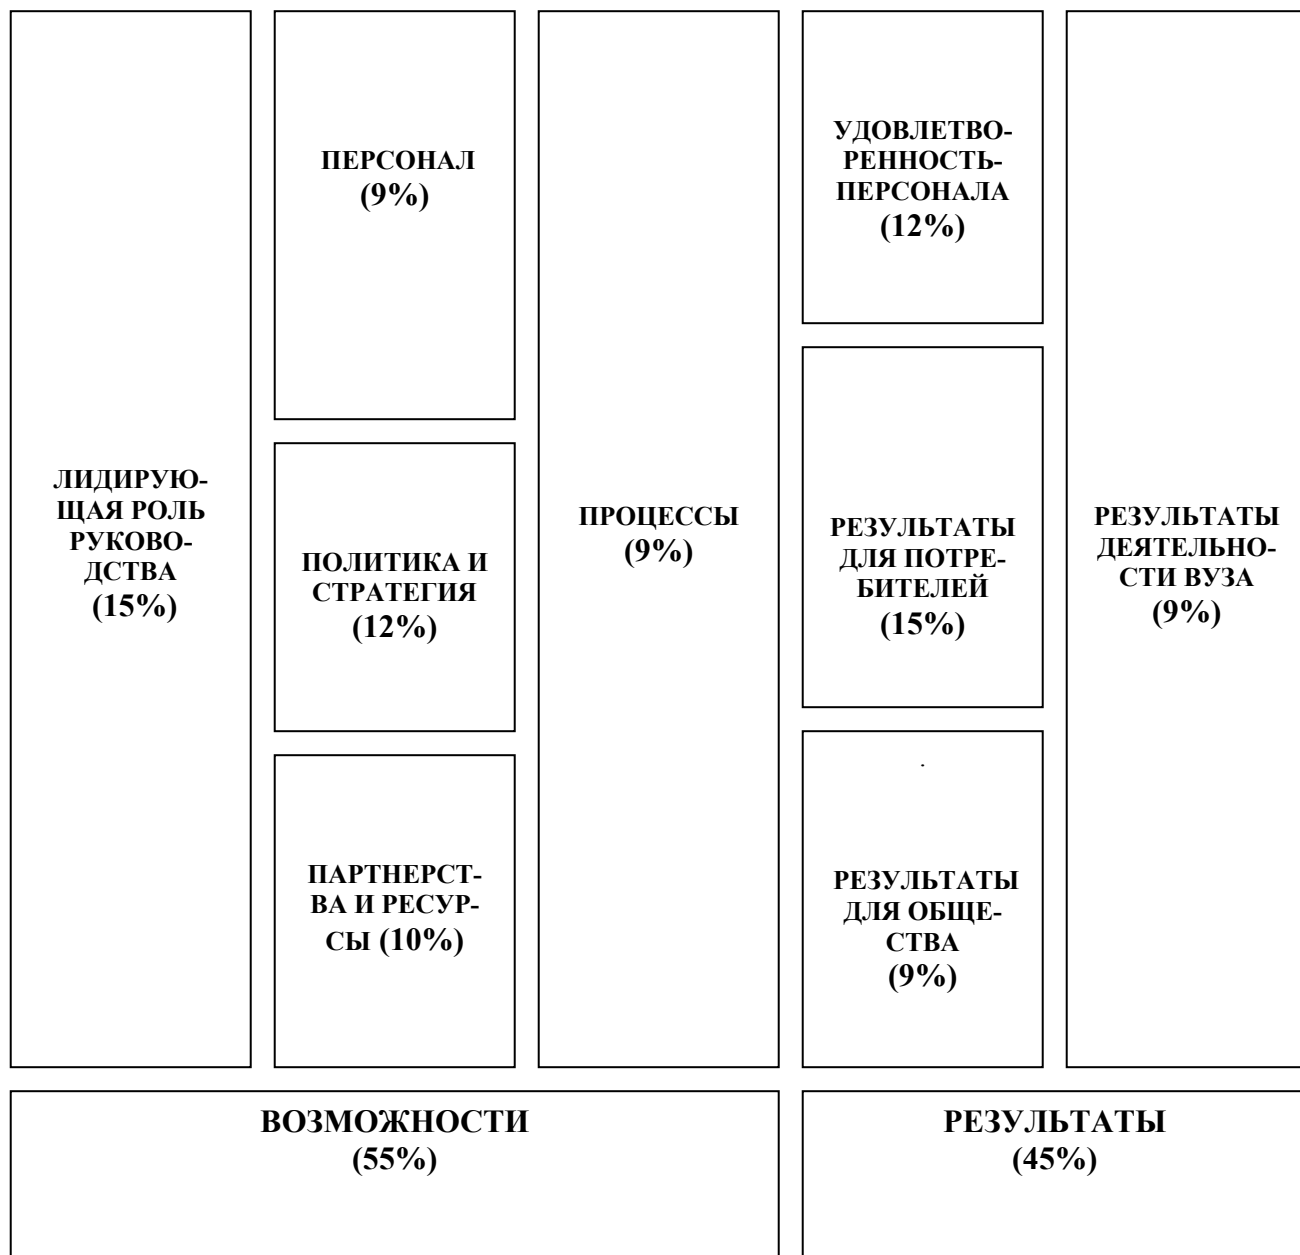 ЛИДИРУЮ-
ЩАЯ РОЛЬ
РУКОВО-
ДСТВА
(15%)
ПЕРСОНАЛ
(9%)
ПОЛИТИКА И
СТРАТЕГИЯ
(12%)
ПАРТНЕРСТ-
ВА И РЕСУР-
СЫ (10%)
ПРОЦЕССЫ
(9%)
УДОВЛЕТВО-
РЕННОСТЬ-
ПЕРСОНАЛА
(12%)
РЕЗУЛЬТАТЫ
ДЛЯ ПОТРЕ-
БИТЕЛЕЙ
(15%)
.
РЕЗУЛЬТАТЫ
ДЛЯ ОБЩЕ-
СТВА
(9%)
РЕЗУЛЬТАТЫ
ДЕЯТЕЛЬНО-
СТИ ВУЗА
(9%)
ВОЗМОЖНОСТИ
(55%)
РЕЗУЛЬТАТЫ
(45%)